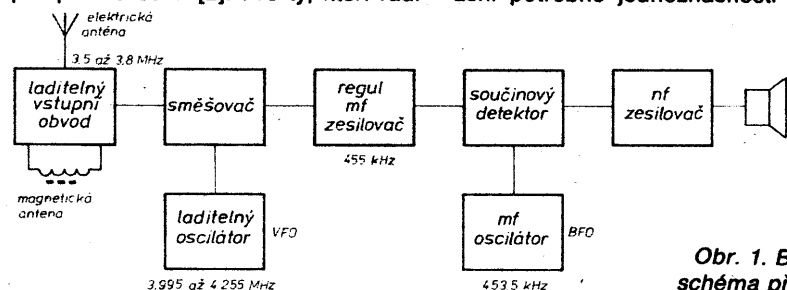 elektrická
anténa
3,5 až 3,8 MHz
laditelný
vstupní
obvod
směšovač
regul
mf
zesilovač
součinový
detektor
nf
zesilovač
455 kHz
magnetická
antena
laditelný
oscilátor
VFO
mf
oscilátor
BFO
3,995 až 4 255 MHz
453,5 kHz
Obr. 1. B
schéma př